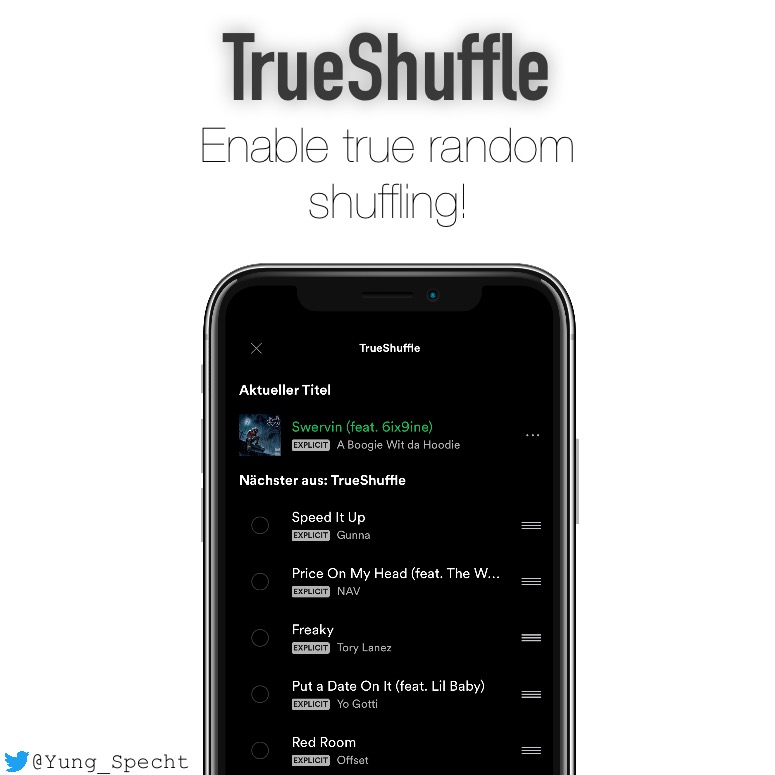 TrueShuffle
Enable true random
shuffling!
TrueShuffle
Aktueller Titel
Swervin (feat. 6ix9ine)
EXPLICIT A Boogie Wit da Hoodie
Nächster aus: TrueShuffle
Speed It Up
EXPLICIT Gunna
Price On My Head (feat. The W...
EXPLICIT NAV
Freaky
EXPLICIT Tory Lanez
Put a Date On It (feat. Lil Baby)
EXPLICIT Yo Gotti
Red Room
EXPLICIT Offset
@Yung_Specht